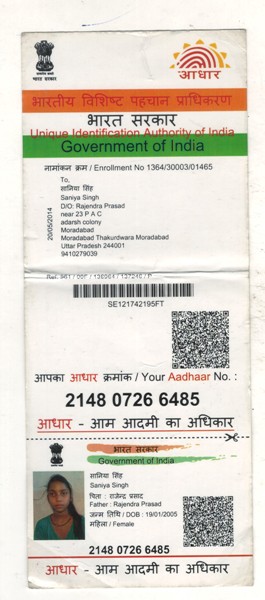 भारत सरकार
आधार
भारतीय विशिष्ट पहचान प्राधिकरण
भारत सरकार
Unique Identification Authority of India
Government of India
नामांकन क्रम / Enrollment No 1364/30003/01465
20/05/2014
To,
सानिया सिंह
Saniya Singh
D/O: Rajendra Prasad
near 23 P A C
adarsh colony
Moradabad
Moradabad Thakurdwara Moradabad
Uttar Pradesh 244001
9410279039
SE121742195FT
आपका आधार क्रमांक / Your Aadhaar No. :
2148 0726 6485
आधार - आम आदमी का अधिकार
भारत सरकार
Government of India
सानिया सिंह
Saniya Singh
पिता : राजेन्द्र प्रसाद
Father : Rajendra Prasad
जन्म तिथि / DOB : 19/01/2005
महिला / Female
2148 0726 6485
आधार - आम आदमी का अधिकार